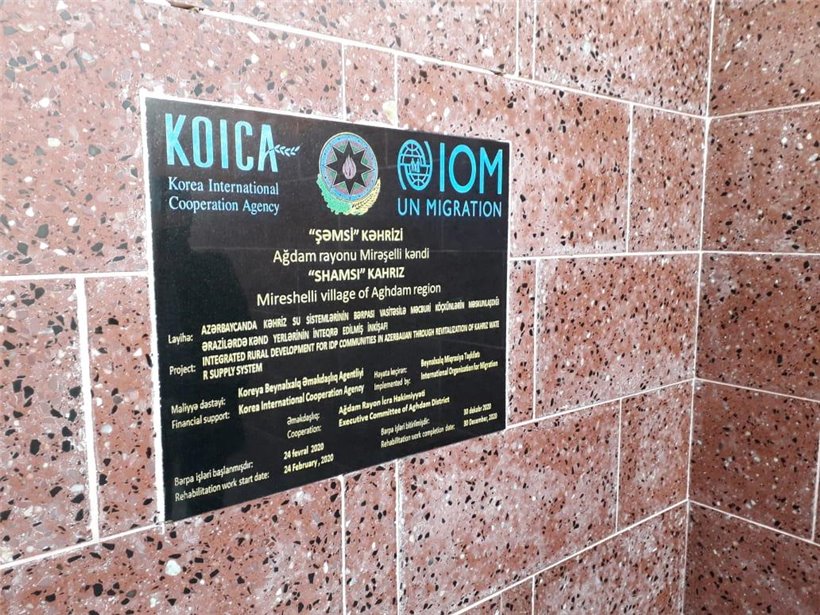 KOICA
Korea International
Cooperation Agency
IOM
UN MIGRATION
“ŞƏMSİ” KƏHRİZİ
Ağdam rayonu Mirəşelli kəndi
“SHAMSI” KAHRIZ
Mireshelli village of Aghdam region
Layihə: AZƏRBAYCANDA KƏHRİZ SU SİSTEMLƏRİNİN BƏRPASI VASİTƏSİLƏ MƏCBURİ KÖÇKÜNLƏRİN MƏSKUNLAŞDIĞI
ƏRAZİLƏRDƏ KƏND YERLƏRİNİN İNTEQRƏ EDİLMİŞ İNKİŞAFI
Project: INTEGRATED RURAL DEVELOPMENT FOR IDP COMMUNITIES IN AZERBAIJAN THROUGH REVITALIZATION OF KAHRIZ WATE
R SUPPLY SYSTEM
Maliyyə dəstəyi: Koreya Beynəlxalq Əməkdaşlıq Agentliyi
Financial support: Korea International Cooperation Agency
Həyata keçirən: Beynəlxalq Miqrasiya Təşkilatı
Implemented by: International Organization for Migration
Əməkdaşlıq: Ağdam Rayon İcra Hakimiyyəti
Cooperation: Executive Committee of Aghdam District
Bərpa işləri başlanmışdır: 24 fevral 2020
Rehabilitation work start date: 24 February, 2020
Bərpa işləri bitirilmişdir: 30 dekabr 2020
Rehabilitation work completion date: 30 December, 2020